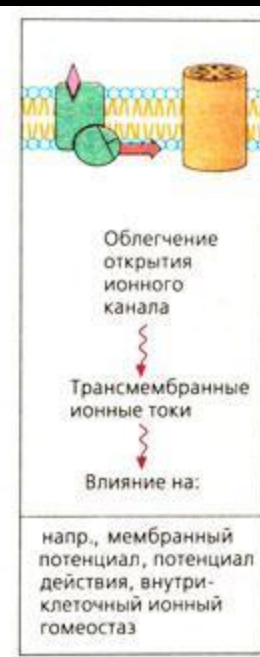 Облегчение
открытия
ионного
канала
Трансмембранные
ионные токи
Влияние на:
напр., мембранный
потенциал, потенциал
действия, внутри-
клеточный ионный
гомеостаз